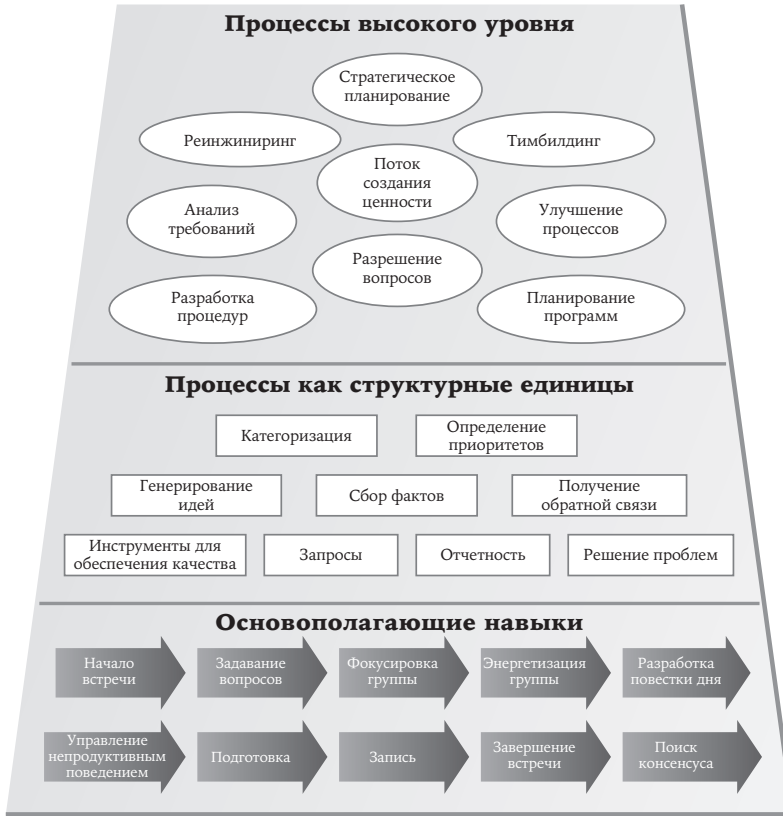 Процессы высокого уровня
Стратегическое
планирование
Реинжиниринг
Тимбилдинг
Поток
создания
ценности
Анализ
требований
Улучшение
процессов
Разрешение
вопросов
Разработка
процедур
Планирование
программ
Процессы как структурные единицы
Категоризация
Определение
приоритетов
Генерирование
идей
Сбор фактов
Получение
обратной связи
Инструменты для
обеспечения качества
Запросы
Отчетность
Решение проблем
Основополагающие навыки
Начало
встречи
Задавание
вопросов
Фокусировка
группы
Энергетизация
группы
Разработка
повестки дня
Управление
непродуктивным
поведением
Подготовка
Запись
Завершение
встречи
Поиск
консенсуса